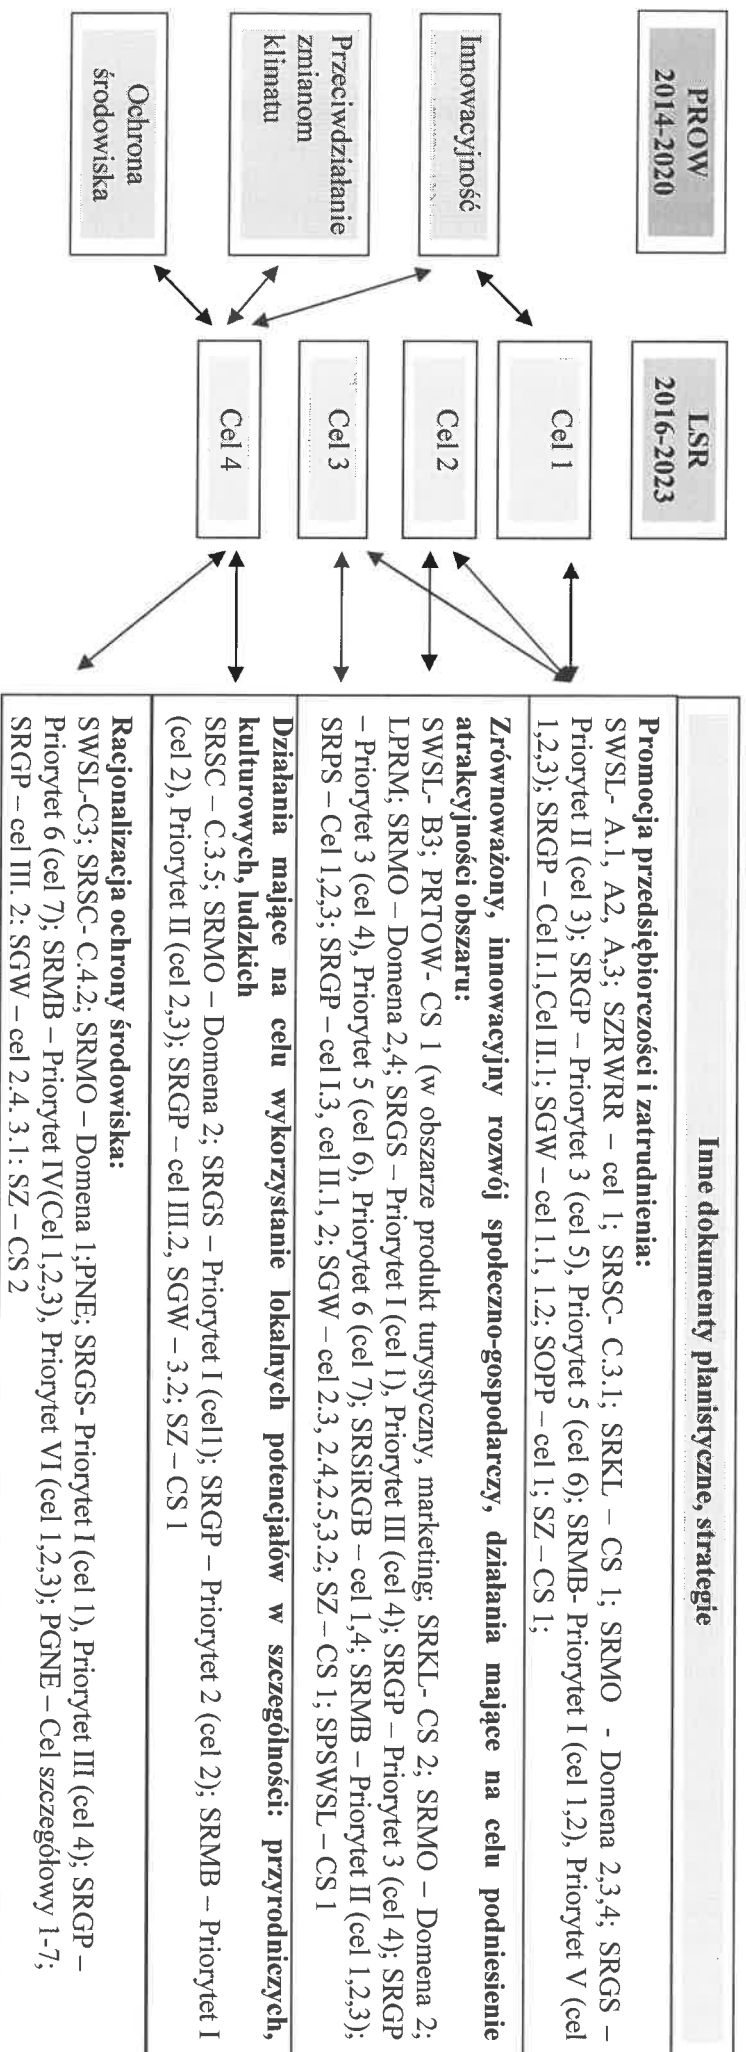 PROW
2014-2020
Innowacyjność
Przeciwdziałanie
zmianom
klimatu
Ochrona
środowiska
LSR
2016-2023
Cel 1
Cel 2
Cel 3
Cel 4
Inne dokumenty planistyczne, strategie
Promocja przedsiębiorczości i zatrudnienia:
SWSL- A.1, A2, A,3; SZRWRR – cel 1; SRSC- C.3.1; SRKL – CS 1; SRMO - Domena 2,3,4; SRGS –
Priorytet II (cel 3); SRGP – Priorytet 3 (cel 5), Priorytet 5 (cel 6); SRMB- Priorytet I (cel 1,2), Priorytet V (cel
1,2,3); SRGP – Cel I.1,Cel II.1; SGW – cel 1.1, 1.2; SOPP – cel 1; SZ – CS 1;
Zrównoważony, innowacyjny rozwój społeczno-gospodarczy, działania mające na celu podniesienie
atrakcyjności obszaru:
SWSL- B3; PRTOW- CS 1 (w obszarze produkt turystyczny, marketing; SRKL- CS 2; SRMO – Domena 2;
LPRM; SRMO – Domena 2,4; SRGS – Priorytet I (cel 1), Priorytet III (cel 4); SRGP – Priorytet 3 (cel 4); SRGP
– Priorytet 3 (cel 4), Priorytet 5 (cel 6), Priorytet 6 (cel 7); SRSiRGB – cel 1,4; SRMB – Priorytet II (cel 1,2,3);
SRPS – Cel 1,2,3; SRGP – cel I.3, cel II.1, 2; SGW – cel 2.3, 2.4,2.5,3.2; SZ – CS 1; SPSWSL – CS 1
Działania mające na celu wykorzystanie lokalnych potencjałów w szczególności: przyrodniczych,
kulturowych, ludzkich
SRSC – C.3.5; SRMO – Domena 2; SRGS – Priorytet I (cel1); SRGP – Priorytet 2 (cel 2); SRMB – Priorytet I
(cel 2), Priorytet II (cel 2,3); SRGP – cel III.2, SGW – 3.2; SZ – CS 1
Racjonalizacja ochrony środowiska:
SWSL-C3; SRSC- C.4.2; SRMO – Domena 1;PNE; SRGS- Priorytet I (cel 1), Priorytet III (cel 4); SRGP –
Priorytet 6 (cel 7); SRMB – Priorytet IV(Cel 1,2,3), Priorytet VI (cel 1,2,3); PGNE – Cel szczegółowy 1-7;
SRGP – cel III. 2: SGW – cel 2.4. 3.1: SZ – CS 2